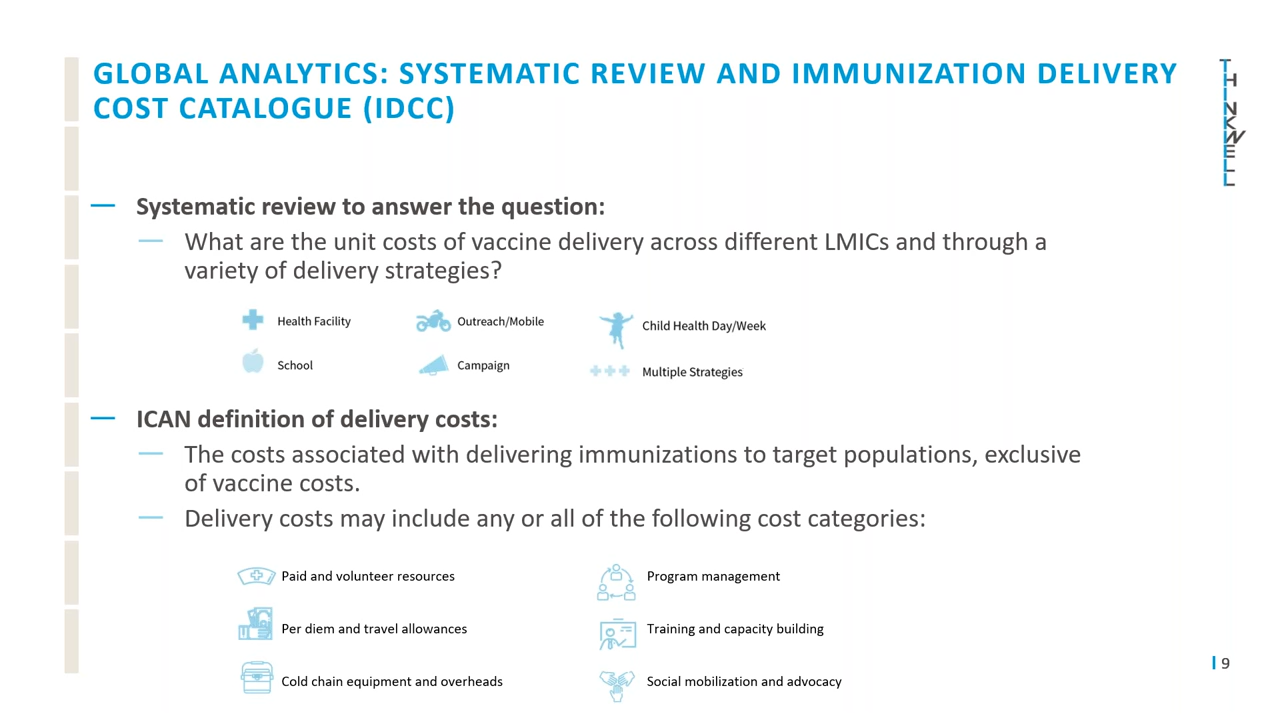 GLOBAL ANALYTICS: SYSTEMATIC REVIEW AND IMMUNIZATION DELIVERY
COST CATALOGUE (IDCC)
THINKWELL
Systematic review to answer the question:
What are the unit costs of vaccine delivery across different LMICs and through a
variety of delivery strategies?
Health Facility
Outreach/Mobile
Child Health Day/Week
School
Campaign
Multiple Strategies
ICAN definition of delivery costs:
The costs associated with delivering immunizations to target populations, exclusive
of vaccine costs.
Delivery costs may include any or all of the following cost categories:
Paid and volunteer resources
Program management
Per diem and travel allowances
Training and capacity building
Cold chain equipment and overheads
Social mobilization and advocacy
9